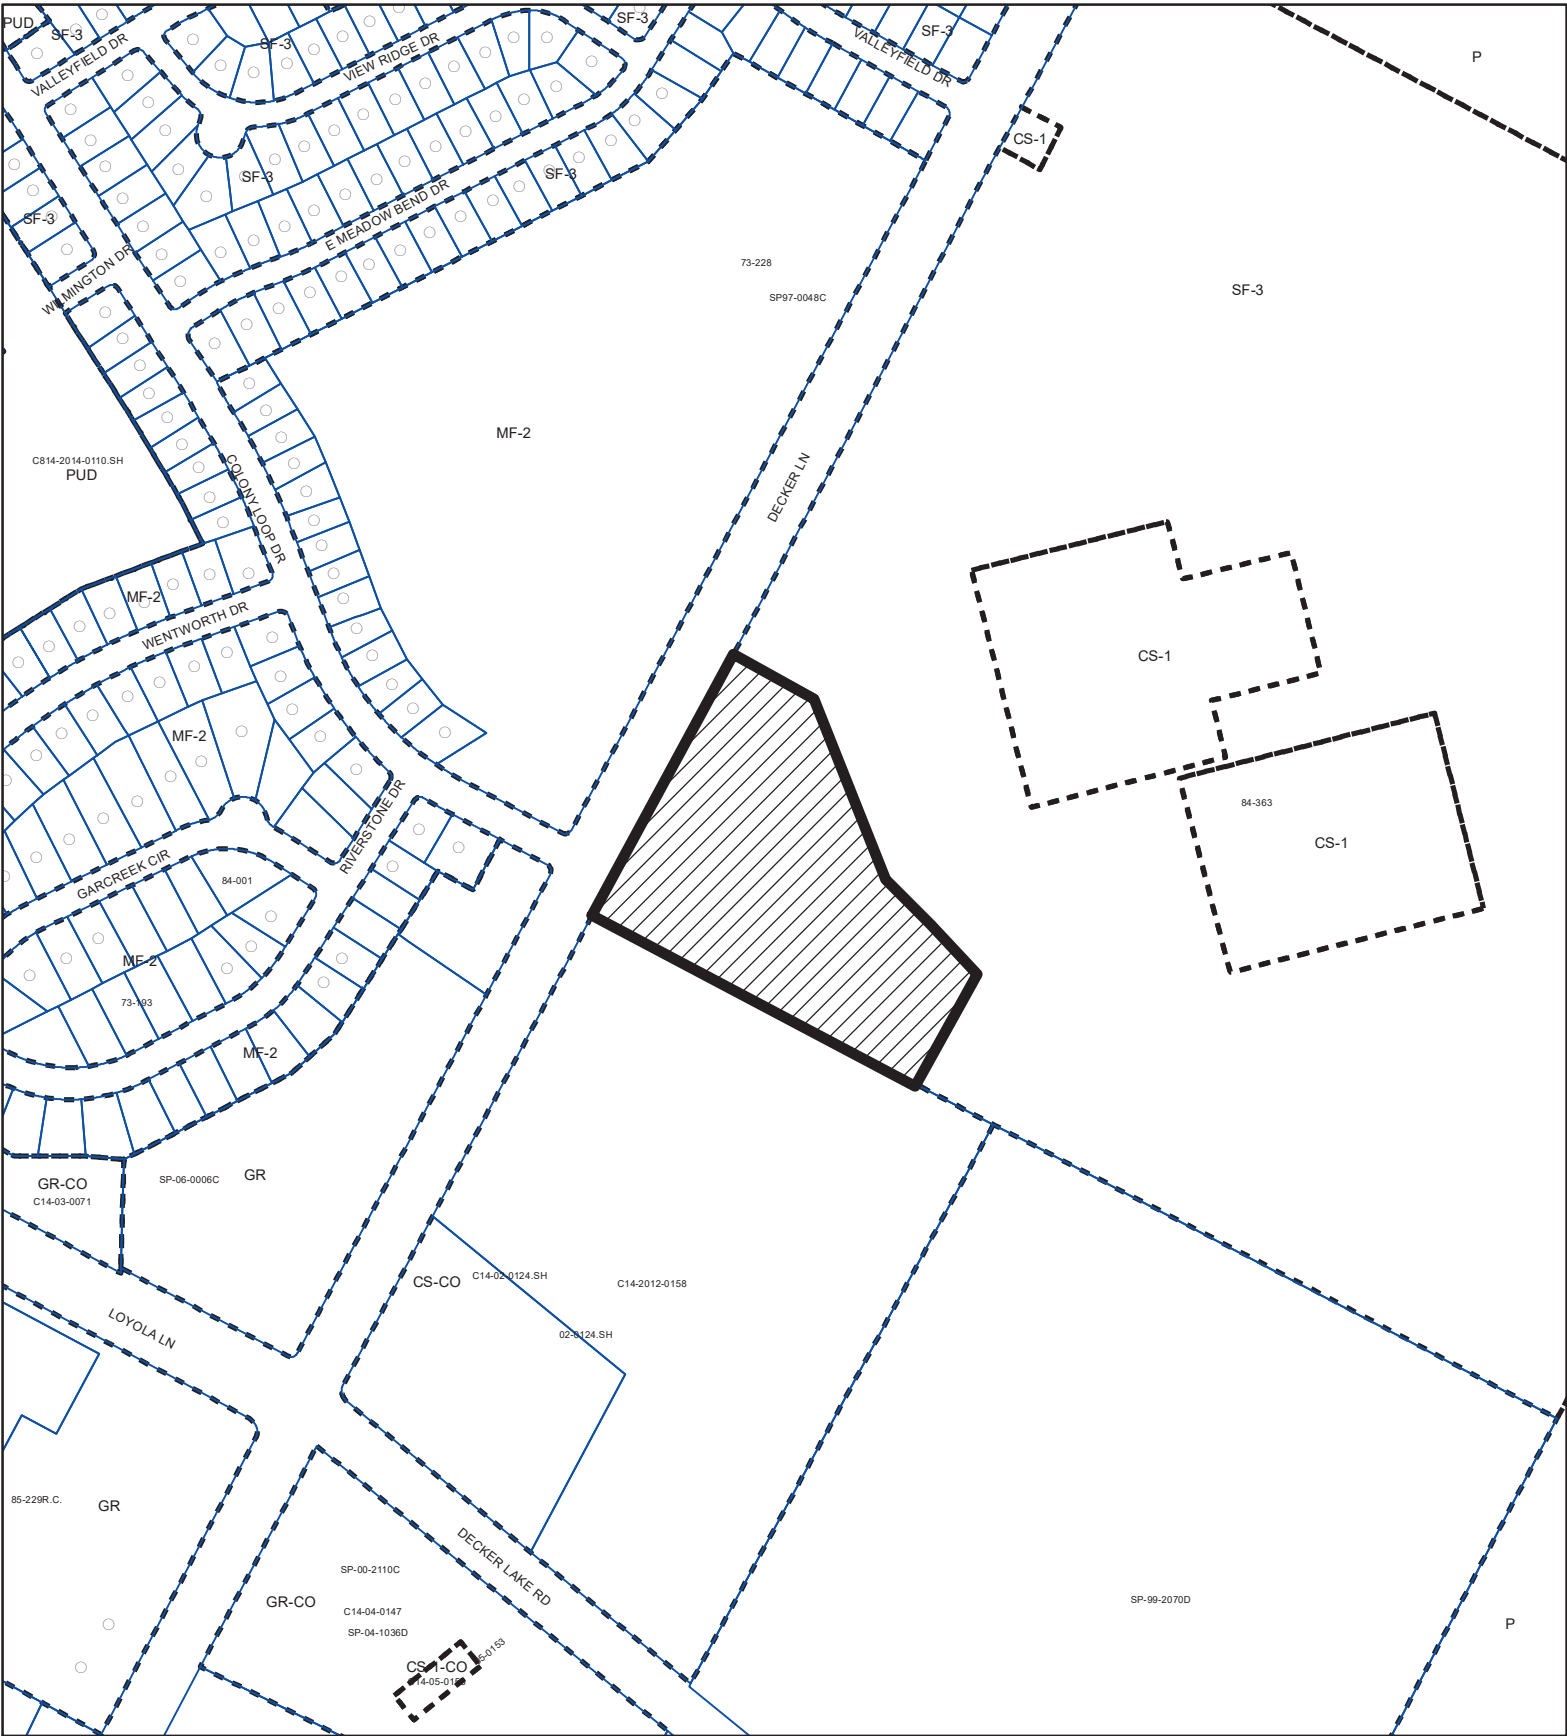 PUD
SF-3
SF-3
SF-3
SF-3
P
VALLEYFIELD DR
VIEW RIDGE DR
VALLEYFIELD DR
CS-1
SF-3
SF-3
SF-3
E MEADOW BEND DR
WILMINGTON DR
73-228
SP97-0048C
SF-3
MF-2
C814-2014-0110.SH
PUD
COLONY LOOP DR
DECKER LN
MF-2
WENTWORTH DR
CS-1
MF-2
84-363
RIVERSTONE DR
CS-1
GARCREEK CIR
84-001
MF-2
73-193
MF-2
GR-CO
C14-03-0071
SP-06-0006C
GR
CS-CO
C14-02-0124.SH
C14-2012-0158
LOYOLA LN
02-0124.SH
85-229R.C.
GR
DECKER LAKE RD
SP-00-2110C
GR-CO
C14-04-0147
SP-04-1036D
SP-99-2070D
P
CS-1-CO